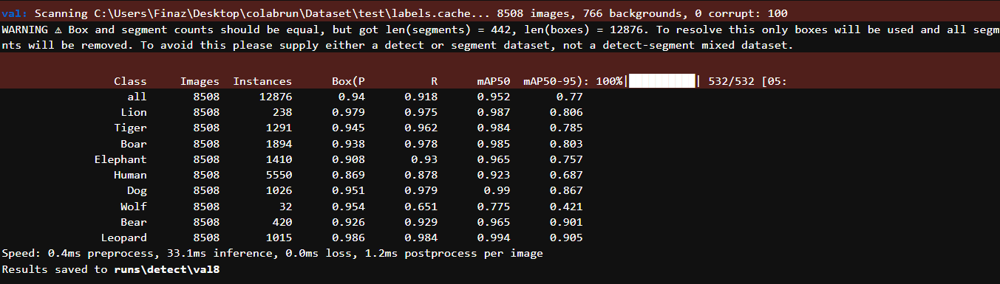 val: Scanning C:\Users\Finaz\Desktop\colabrun\Dataset\test\labels.cache... 8508 images, 766 backgrounds, 0 corrupt: 100
WARNING ⚠ Box and segment counts should be equal, but got len(segments) = 442, len(boxes) = 12876. To resolve this only boxes will be used and all segm
nts will be removed. To avoid this please supply either a detect or segment dataset, not a detect-segment mixed dataset.
Class Images Instances Box(P R mAP50 mAP50-95): 100%|██████████| 532/532 [05:
all 8508 12876 0.94 0.918 0.952 0.77
Lion 8508 238 0.979 0.975 0.987 0.806
Tiger 8508 1291 0.945 0.962 0.984 0.785
Boar 8508 1894 0.938 0.978 0.985 0.803
Elephant 8508 1410 0.908 0.93 0.965 0.757
Human 8508 5550 0.869 0.878 0.923 0.687
Dog 8508 1026 0.951 0.979 0.99 0.867
Wolf 8508 32 0.954 0.651 0.775 0.421
Bear 8508 420 0.926 0.929 0.965 0.901
Leopard 8508 1015 0.986 0.984 0.994 0.905
Speed: 0.4ms preprocess, 33.1ms inference, 0.0ms loss, 1.2ms postprocess per image
Results saved to runs\detect\val8